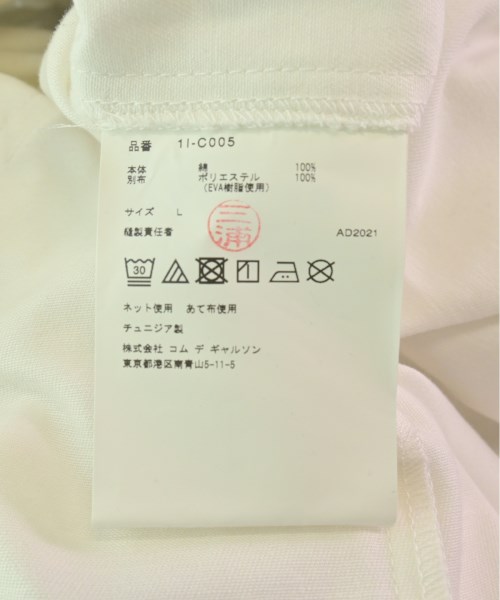 品番 1I-C005
本体 綿 100%
別布 ポリエステル 100%
(EVA樹脂使用)
サイズ L
三浦
縫製責任者 AD2021
30
ネット使用 あて布使用
チュニジア製
株式会社 コム デ ギャルソン
東京都港区南青山5-11-5